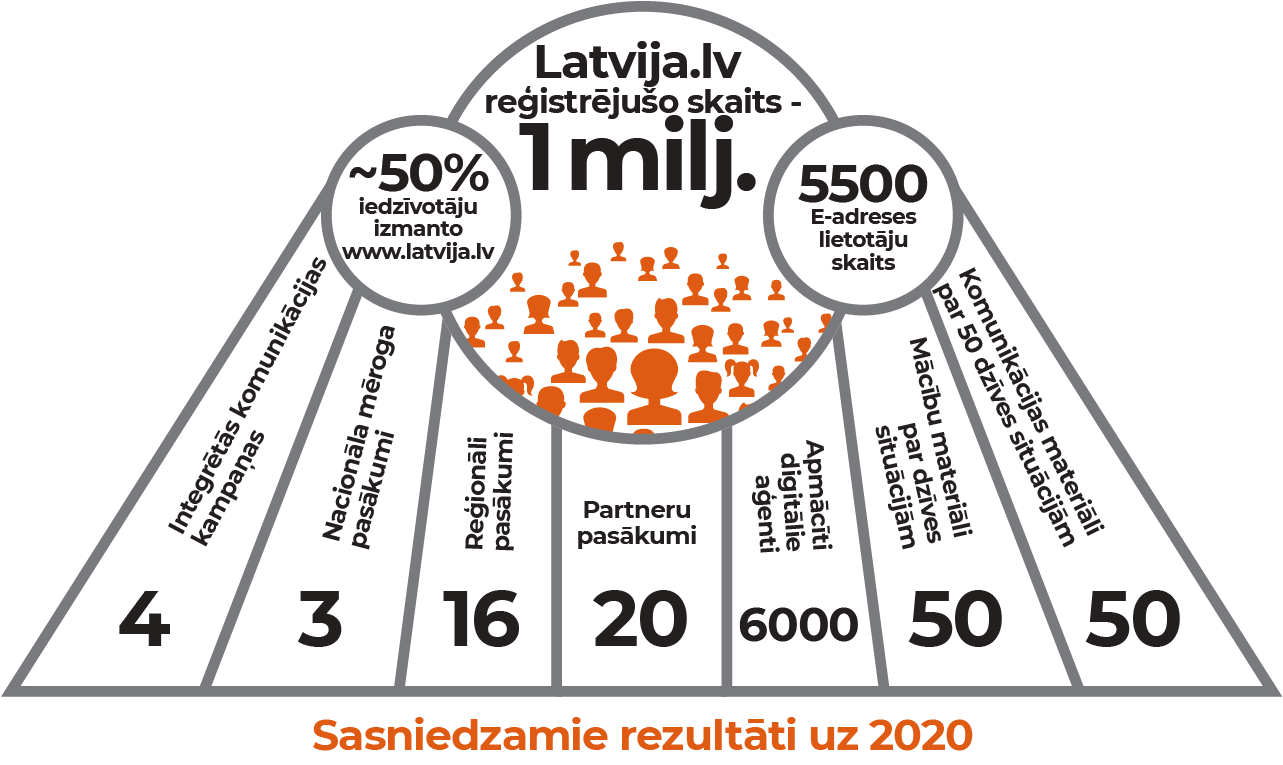 Latvija.lv
reģistrējušo skaits -
1 milj.
~50%
iedzīvotāju
izmanto
www.latvija.lv
5500
E-adreses
lietotāju
skaits
Integrētās komunikācijas
kampaņas
4
Nacionāla mēroga
pasākumi
3
Reģionāli
pasākumi
16
Partneru
pasākumi
20
Apmācīti
digitālie
aģenti
6000
Mācību materiāli
par dzīves
situācijām
50
Komunikācijas materiāli
par 50 dzīves situācijām
50
Sasniedzamie rezultāti uz 2020